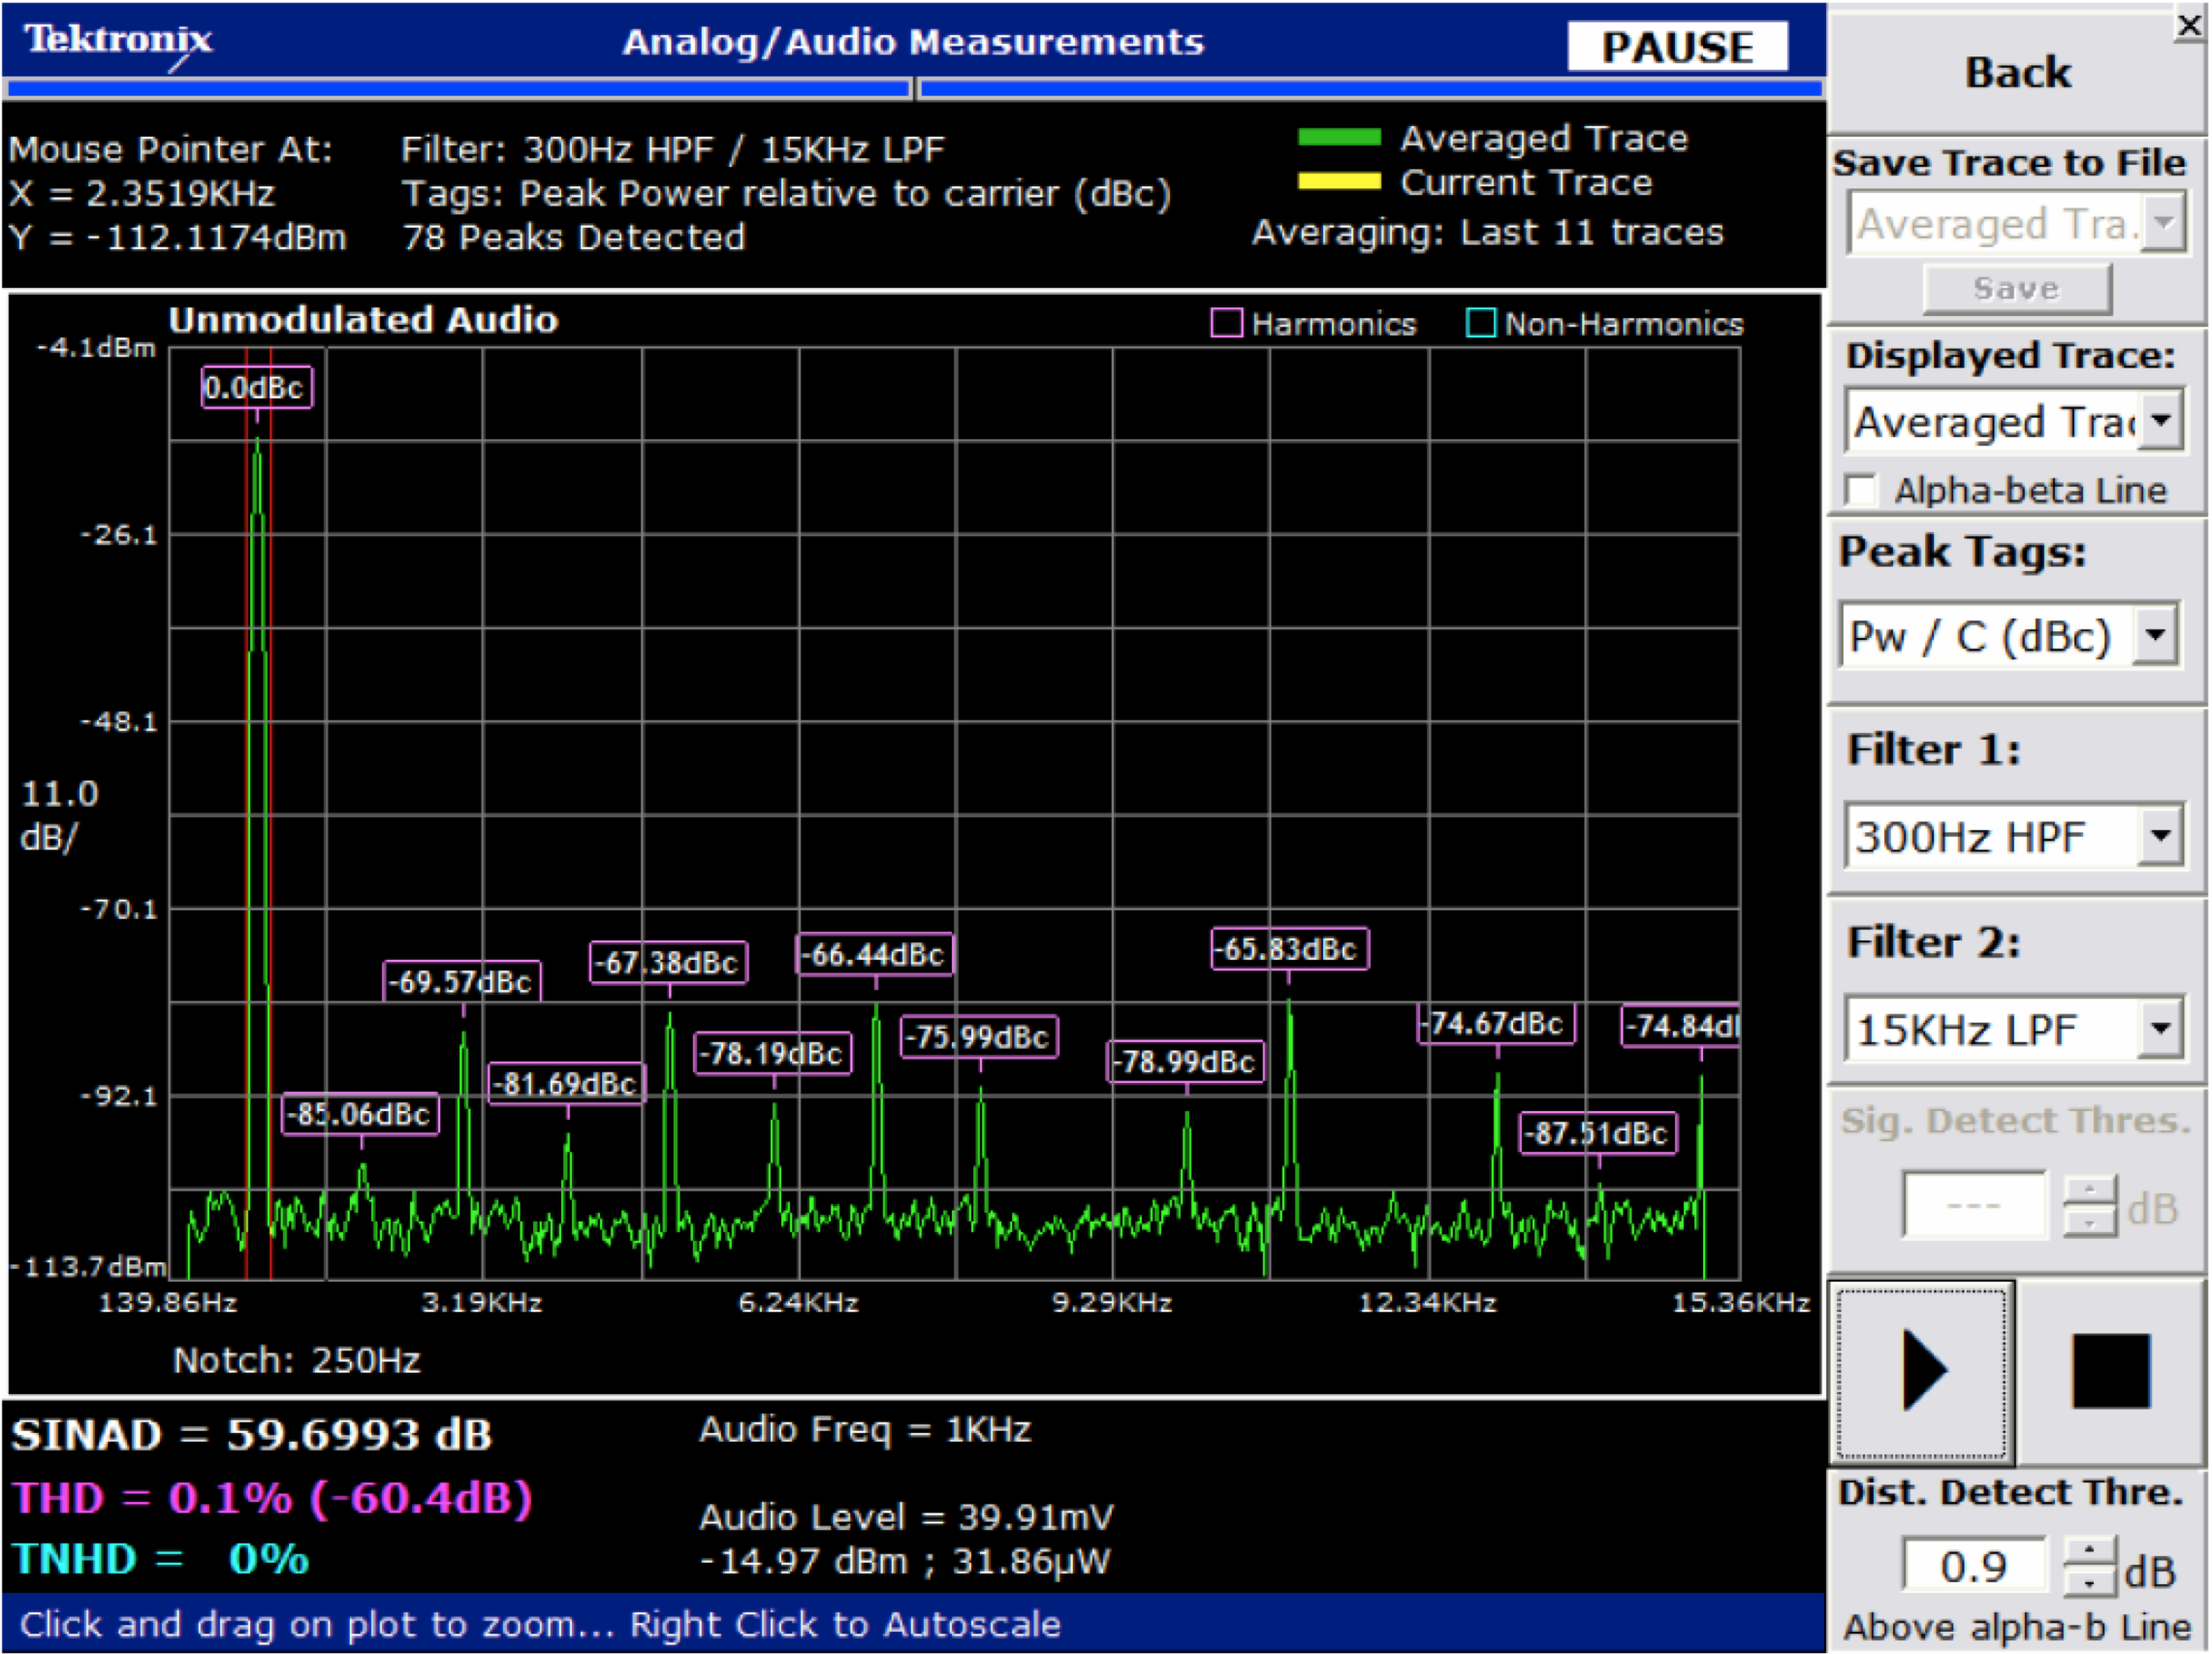 Tektronix
Analog/Audio Measurements
PAUSE
Mouse Pointer At:
X = 2.3519KHz
Y = -112.1174dBm
Filter: 300Hz HPF / 15KHz LPF
Tags: Peak Power relative to carrier (dBc)
78 Peaks Detected
Averaged Trace
Current Trace
Averaging: Last 11 traces
Unmodulated Audio
Harmonics
Non-Harmonics
-4.1dBm
-26.1
-48.1
11.0
dB/
-70.1
-92.1
-113.7dBm
0.0dBc
-85.06dBc
-69.57dBc
-81.69dBc
-67.38dBc
-78.19dBc
-66.44dBc
-75.99dBc
-78.99dBc
-65.83dBc
-74.67dBc
-87.51dBc
-74.84d
139.86Hz
3.19KHz
6.24KHz
9.29KHz
12.34KHz
15.36KHz
Notch: 250Hz
SINAD = 59.6993 dB
THD = 0.1% (-60.4dB)
TNHD = 0%
Audio Freq = 1KHz
Audio Level = 39.91mV
-14.97 dBm ; 31.86µW
Click and drag on plot to zoom... Right Click to Autoscale
Back
Save Trace to File
Averaged Tra.
Save
Displayed Trace:
Averaged Trac
Alpha-beta Line
Peak Tags:
Pw / C (dBc)
Filter 1:
300Hz HPF
Filter 2:
15KHz LPF
Sig. Detect Thres.
--- dB
Dist. Detect Thre.
0.9 dB
Above alpha-b Line